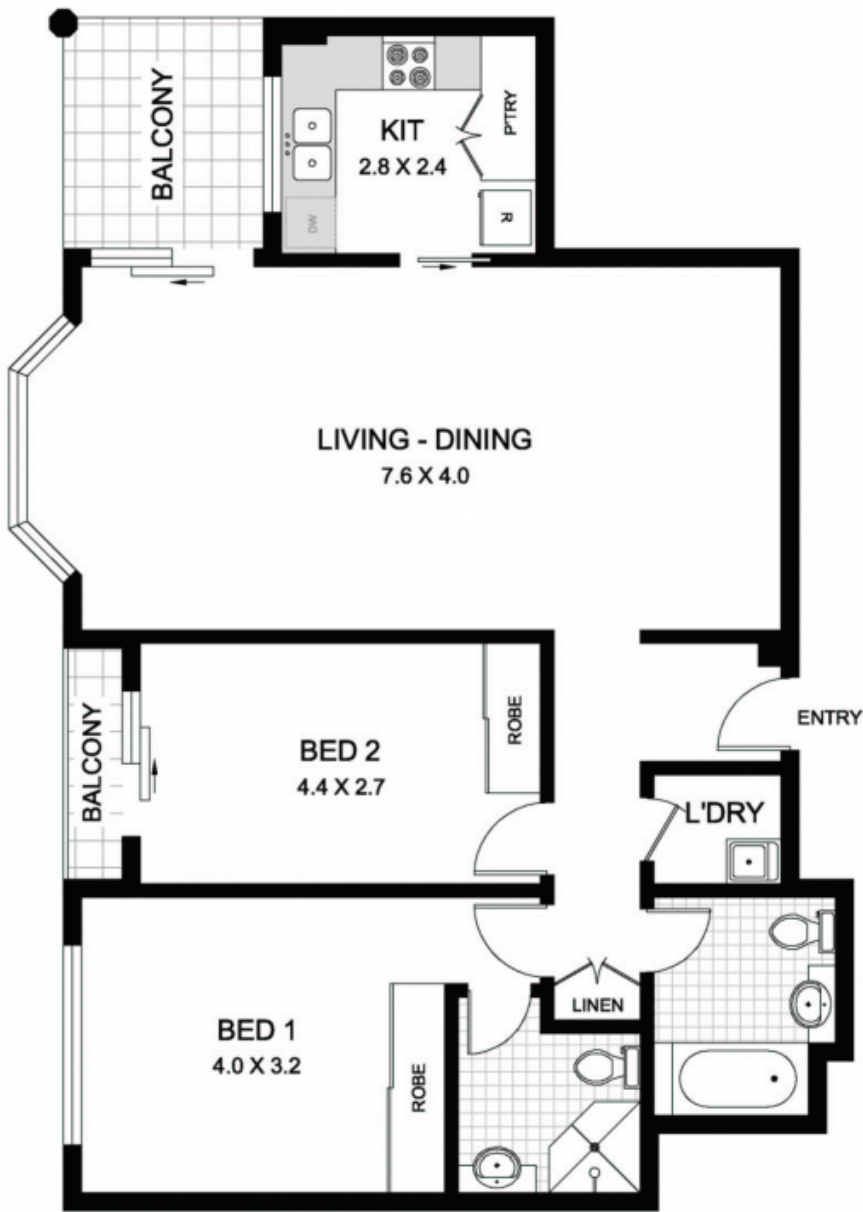 BALCONY
KIT
2.8 X 2.4
P'TRY
R
DW
LIVING - DINING
7.6 X 4.0
BALCONY
BED 2
4.4 X 2.7
ROBE
ENTRY
L'DRY
BED 1
4.0 X 3.2
ROBE
LINEN